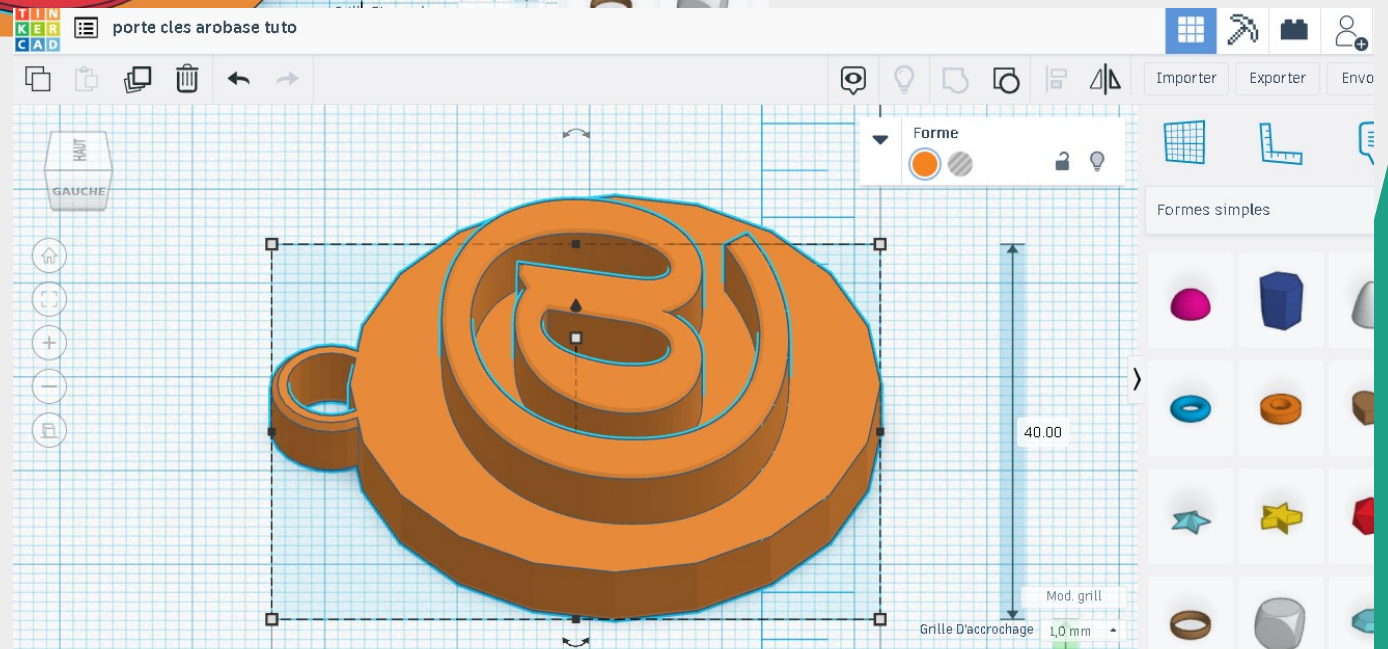 TIN
KER
CAD
porte cles arobase tuto
Importer
Exporter
Envo
HAUT
GAUCHE
Forme
Formes simples
@
40.00
Mod. grill
Grille D'accrochage
1,0 mm